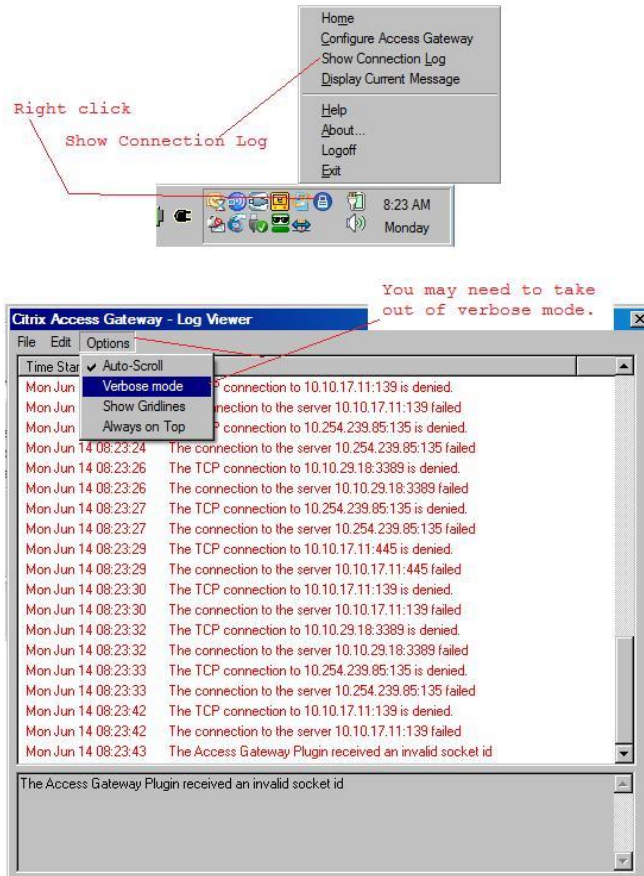 Home
Configure Access Gateway
Show Connection Log
Display Current Message
Help
About...
Logoff
Exit
Right click
Show Connection Log
8:23 AM
Monday
You may need to take
out of verbose mode.
Citrix Access Gateway - Log Viewer
File Edit Options
Time Star
Auto-Scroll
Verbose mode
Show Gridlines
Always on Top
Mon Jun P connection to 10.10.17.11:139 is denied.
Mon Jun nection to the server 10.10.17.11:139 failed
Mon Jun P connection to 10.254.239.85:135 is denied.
Mon Jun 14 08:23:24 The connection to the server 10.254.239.85:135 failed
Mon Jun 14 08:23:26 The TCP connection to 10.10.29.18:3389 is denied.
Mon Jun 14 08:23:26 The connection to the server 10.10.29.18:3389 failed
Mon Jun 14 08:23:27 The TCP connection to 10.254.239.85:135 is denied.
Mon Jun 14 08:23:27 The connection to the server 10.254.239.85:135 failed
Mon Jun 14 08:23:29 The TCP connection to 10.10.17.11:445 is denied.
Mon Jun 14 08:23:29 The connection to the server 10.10.17.11:445 failed
Mon Jun 14 08:23:30 The TCP connection to 10.10.17.11:139 is denied.
Mon Jun 14 08:23:30 The connection to the server 10.10.17.11:139 failed
Mon Jun 14 08:23:32 The TCP connection to 10.10.29.18:3389 is denied.
Mon Jun 14 08:23:32 The connection to the server 10.10.29.18:3389 failed
Mon Jun 14 08:23:33 The TCP connection to 10.254.239.85:135 is denied.
Mon Jun 14 08:23:33 The connection to the server 10.254.239.85:135 failed
Mon Jun 14 08:23:42 The TCP connection to 10.10.17.11:139 is denied.
Mon Jun 14 08:23:42 The connection to the server 10.10.17.11:139 failed
Mon Jun 14 08:23:43 The Access Gateway Plugin received an invalid socket id
The Access Gateway Plugin received an invalid socket id